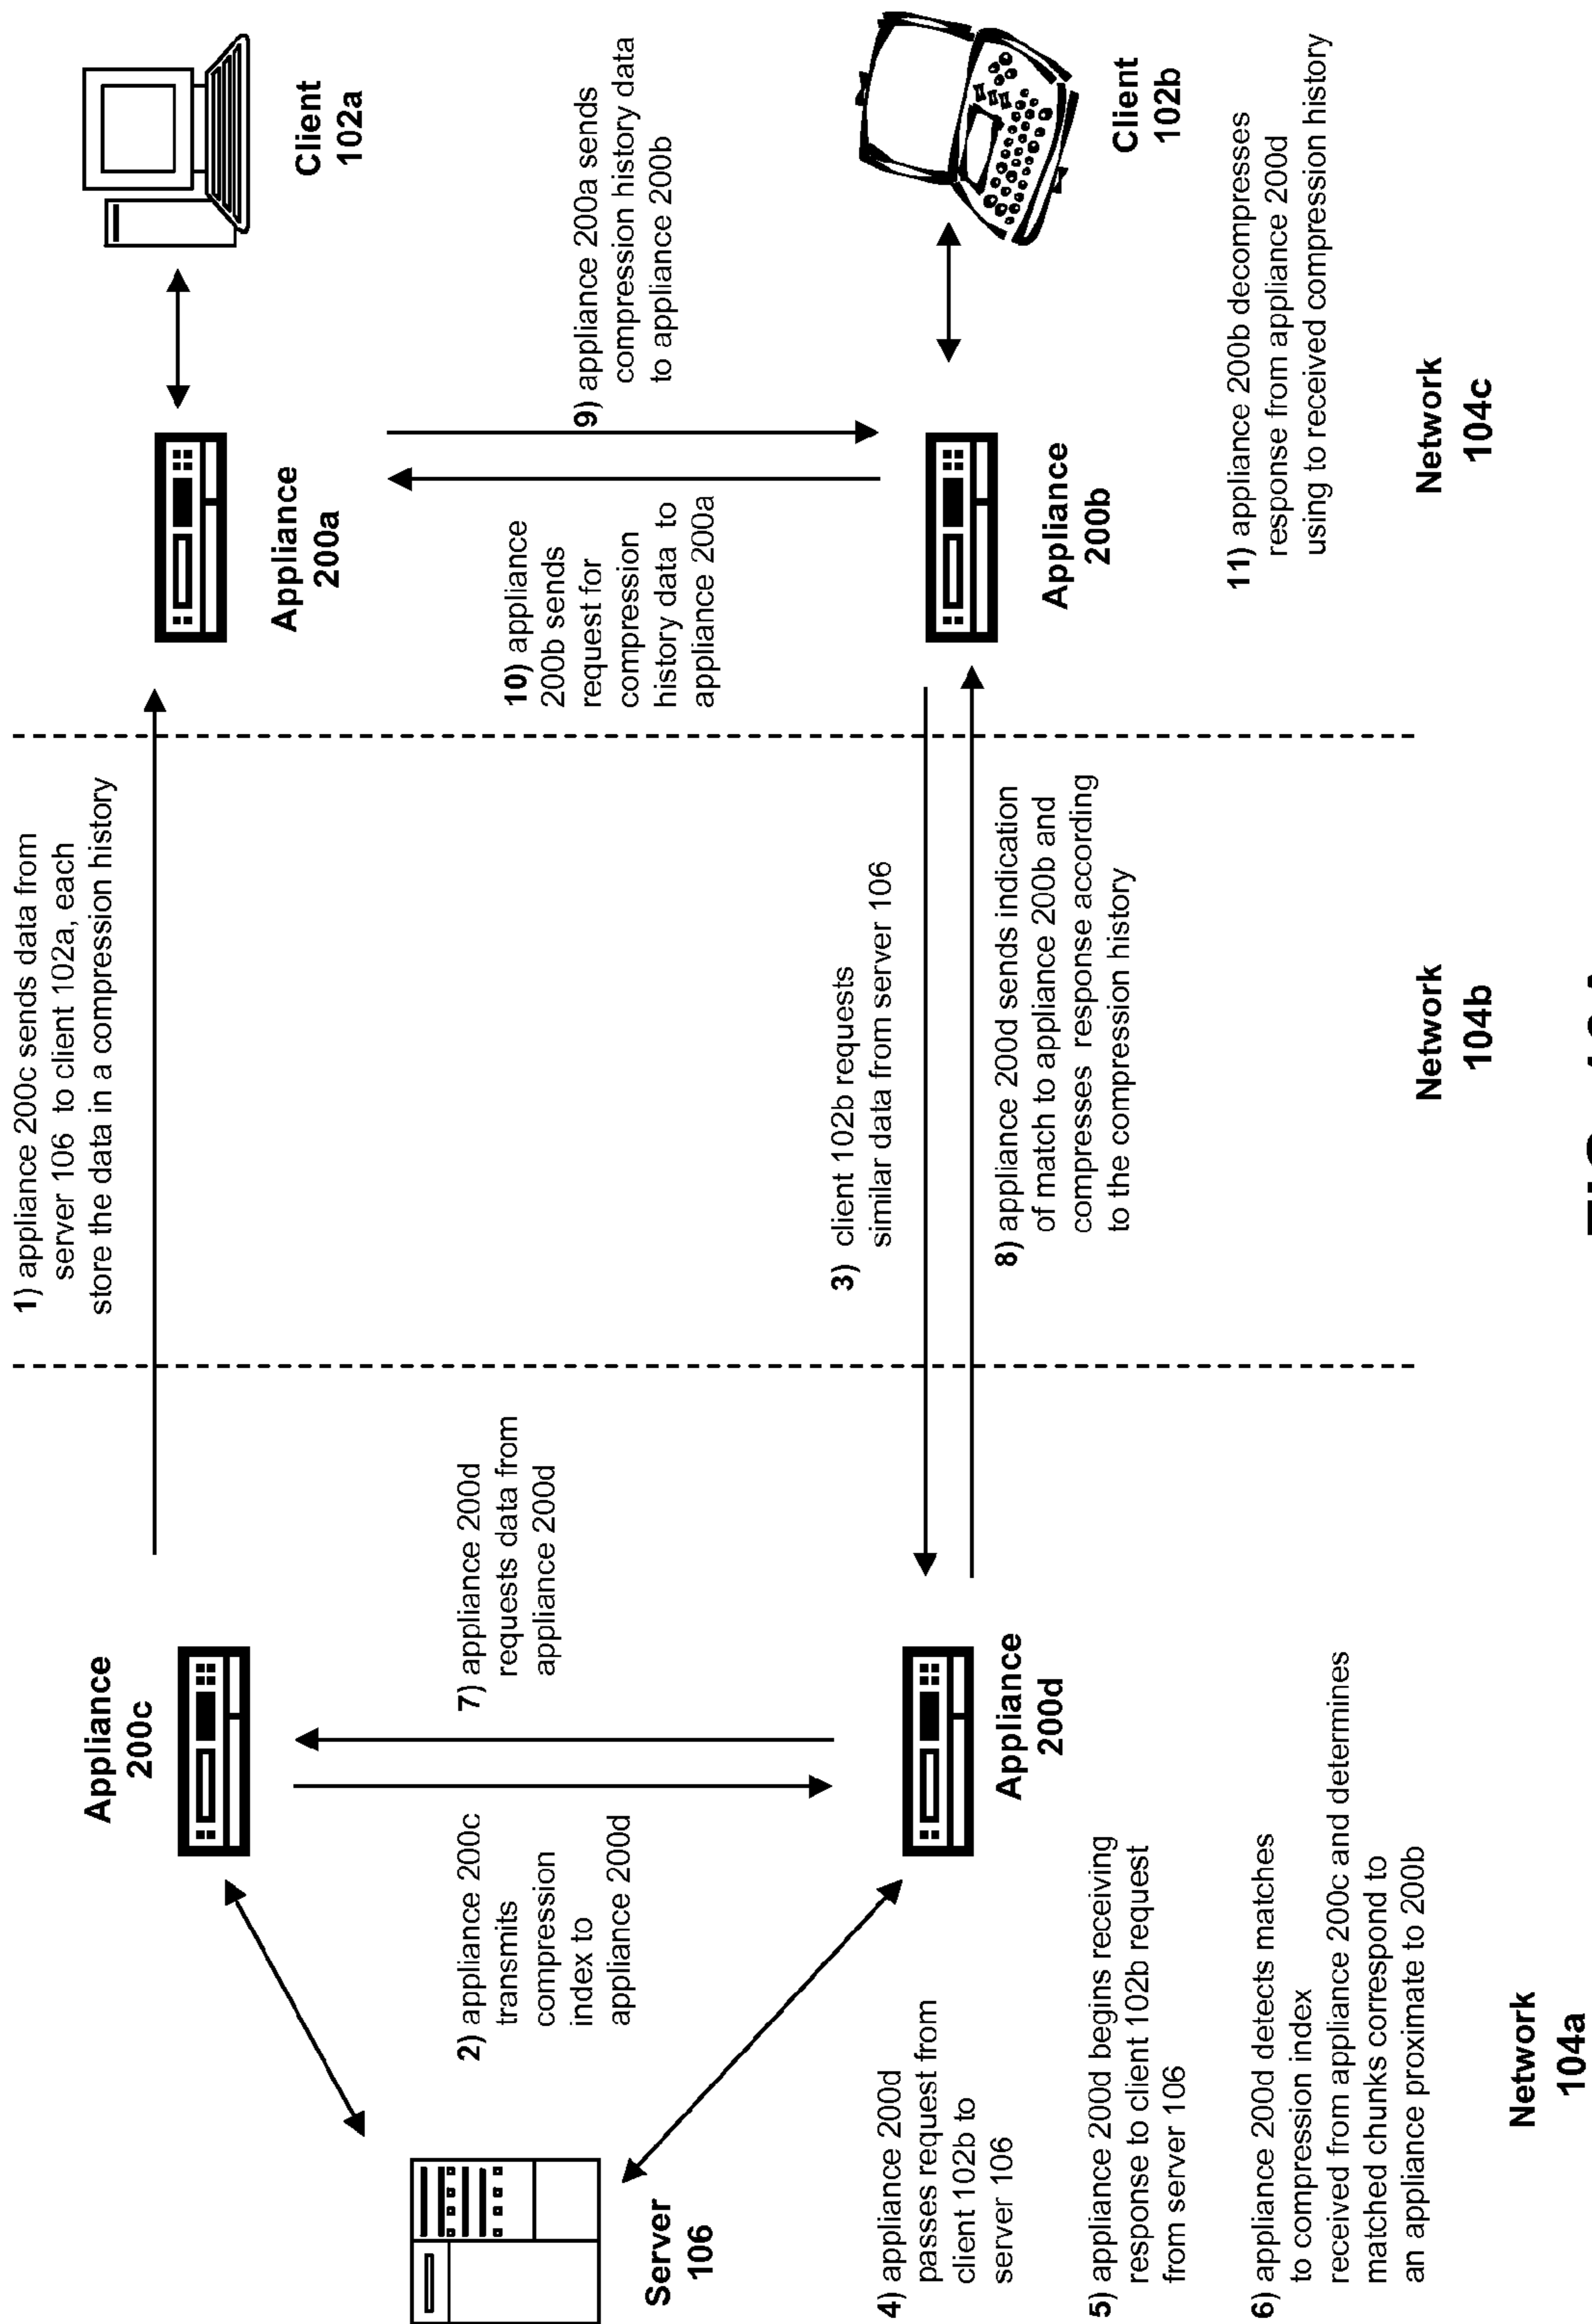 1) appliance 200c sends data from
server 106 to client 102a, each
store the data in a compression history
Appliance
200c
Appliance
200a
Client
102a
2) appliance 200c
transmits
compression
index to
appliance 200d
7) appliance 200d
requests data from
appliance 200d
10) appliance
200b sends
request for
compression
history data to
appliance 200a
9) appliance 200a sends
compression history data
to appliance 200b
Server
106
3) client 102b requests
similar data from server 106
4) appliance 200d
passes request from
client 102b to
server 106
Appliance
200d
8) appliance 200d sends indication
of match to appliance 200b and
compresses response according
to the compression history
Appliance
200b
Client
102b
5) appliance 200d begins receiving
response to client 102b request
from server 106
6) appliance 200d detects matches
to compression index
received from appliance 200c and determines
matched chunks correspond to
an appliance proximate to 200b
11) appliance 200b decompresses
response from appliance 200d
using to received compression history
Network
104a
Network
104b
Network
104c